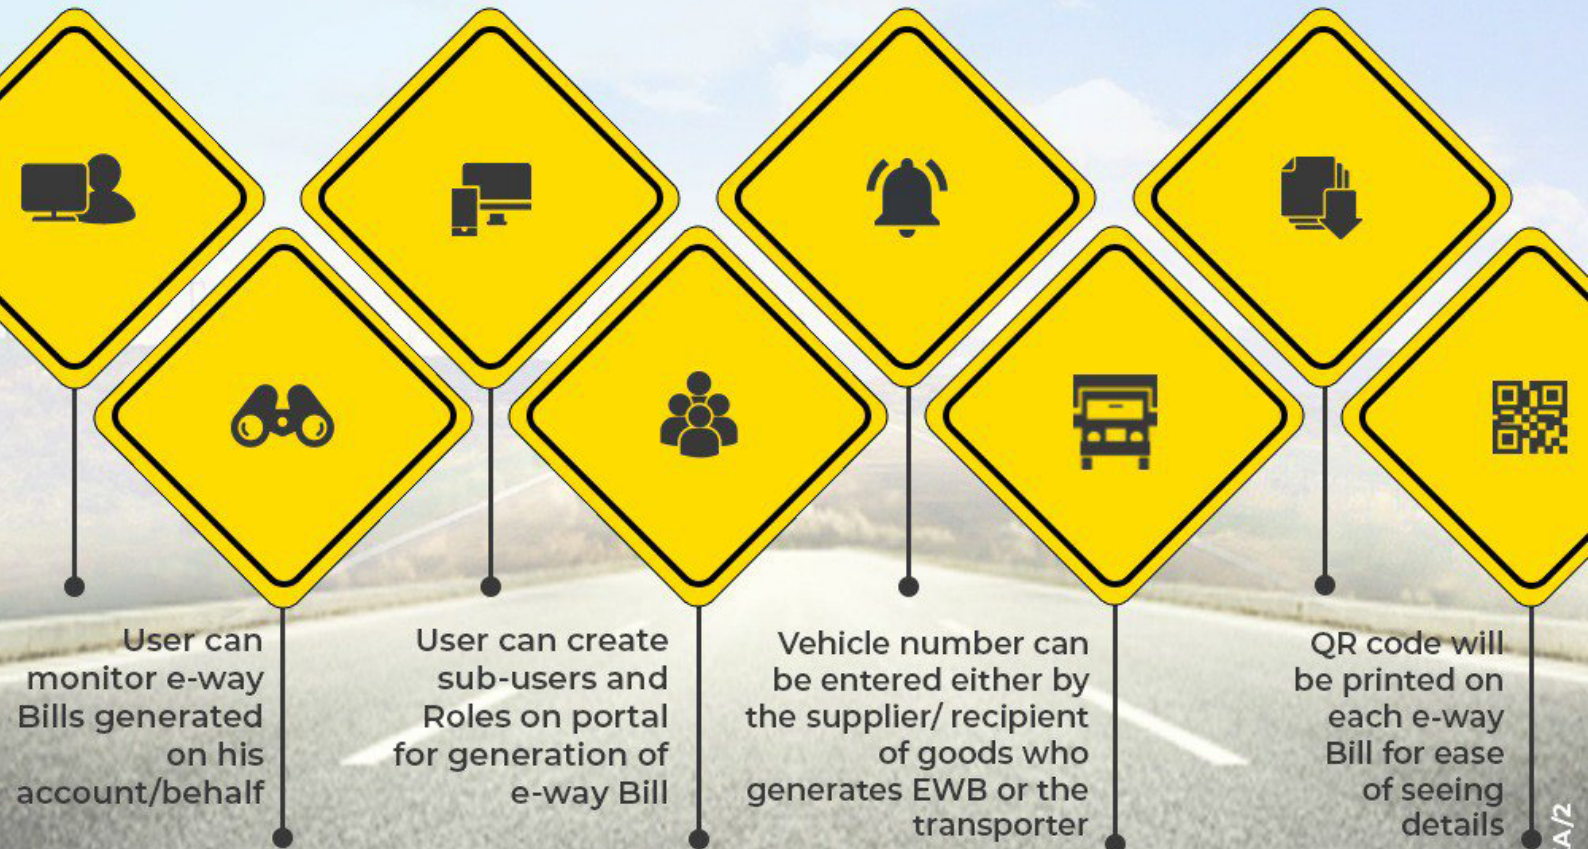 User can
monitor e-way
Bills generated
on his
account/behalf
User can create
sub-users and
Roles on portal
for generation of
e-way Bill
Vehicle number can
be entered either by
the supplier/ recipient
of goods who
generates EWB or the
transporter
QR code will
be printed on
each e-way
Bill for ease
of seeing
details
A/2